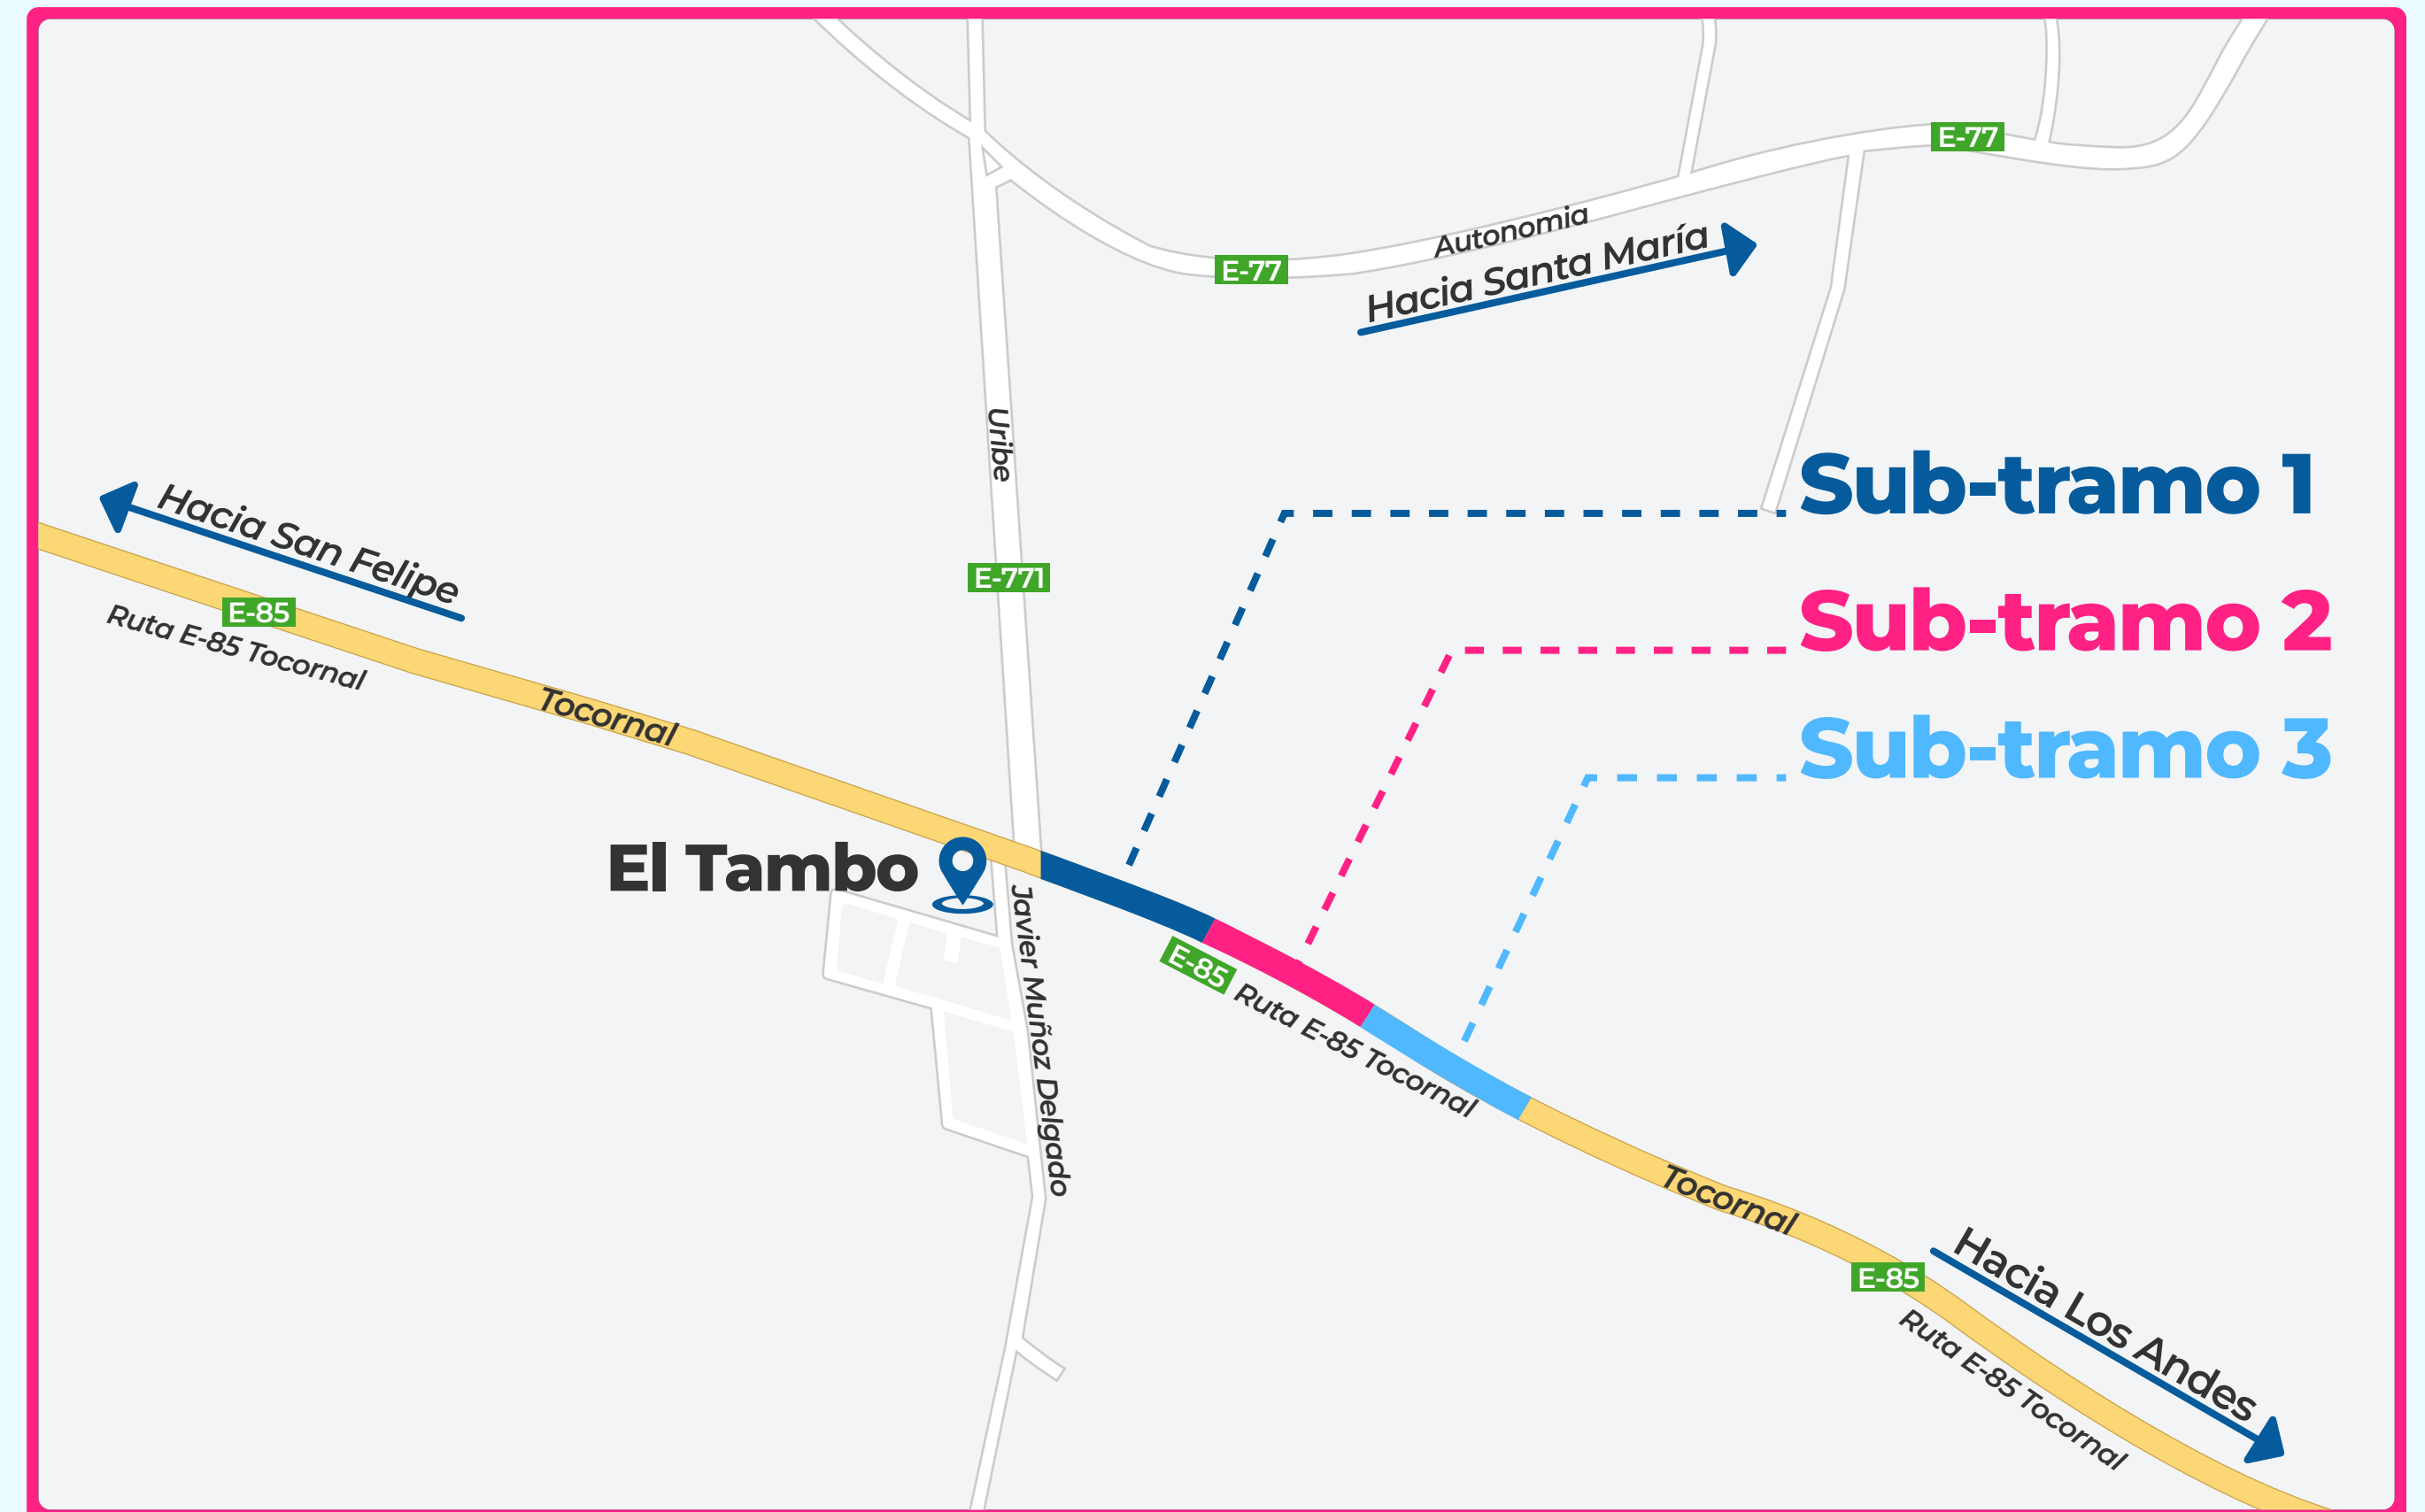 E-77
Autonomia
E-77
Hacia Santa María
Uribe
Sub-tramo 1
Hacia San Felipe
E-771
E-85
Ruta E-85 Tocornal
Sub-tramo 2
Tocornal
Sub-tramo 3
El Tambo
Javier Muñoz Delgado
E-85
Ruta E-85 Tocornal
Tocornal
E-85
Hacia Los Andes
Ruta E-85 Tocornal